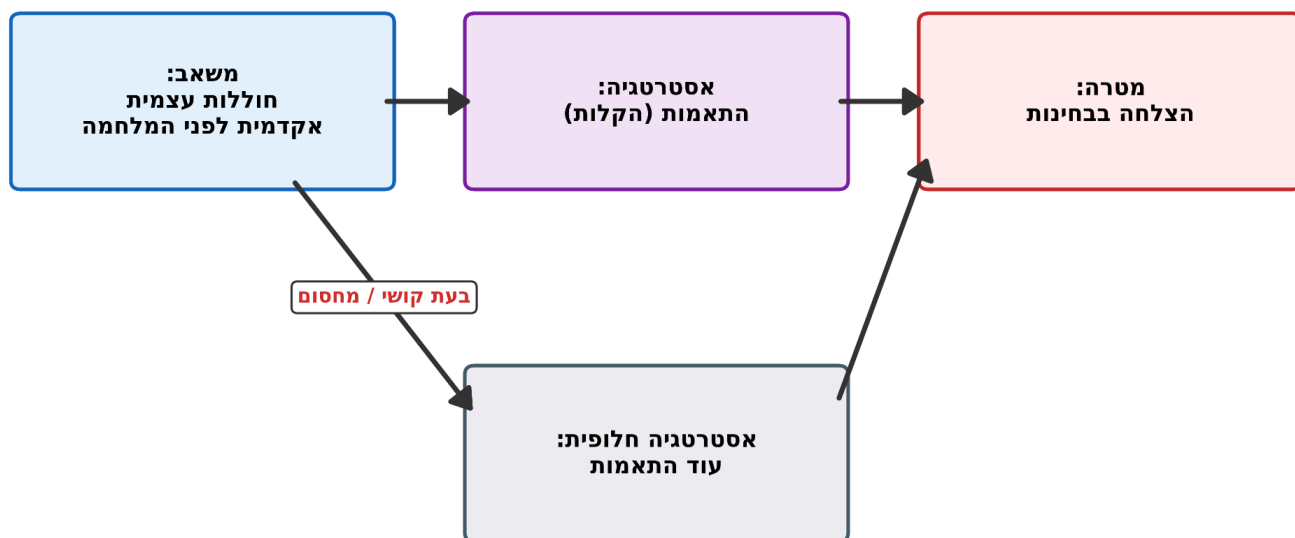 משאב:
חוללות עצמית
אקדמית לפני המלחמה
אסטרטגיה:
התאמות (הקלות)
מטרה:
הצלחה בבחינות
בעת קושי / מחסום
אסטרטגיה חלופית:
עוד התאמות